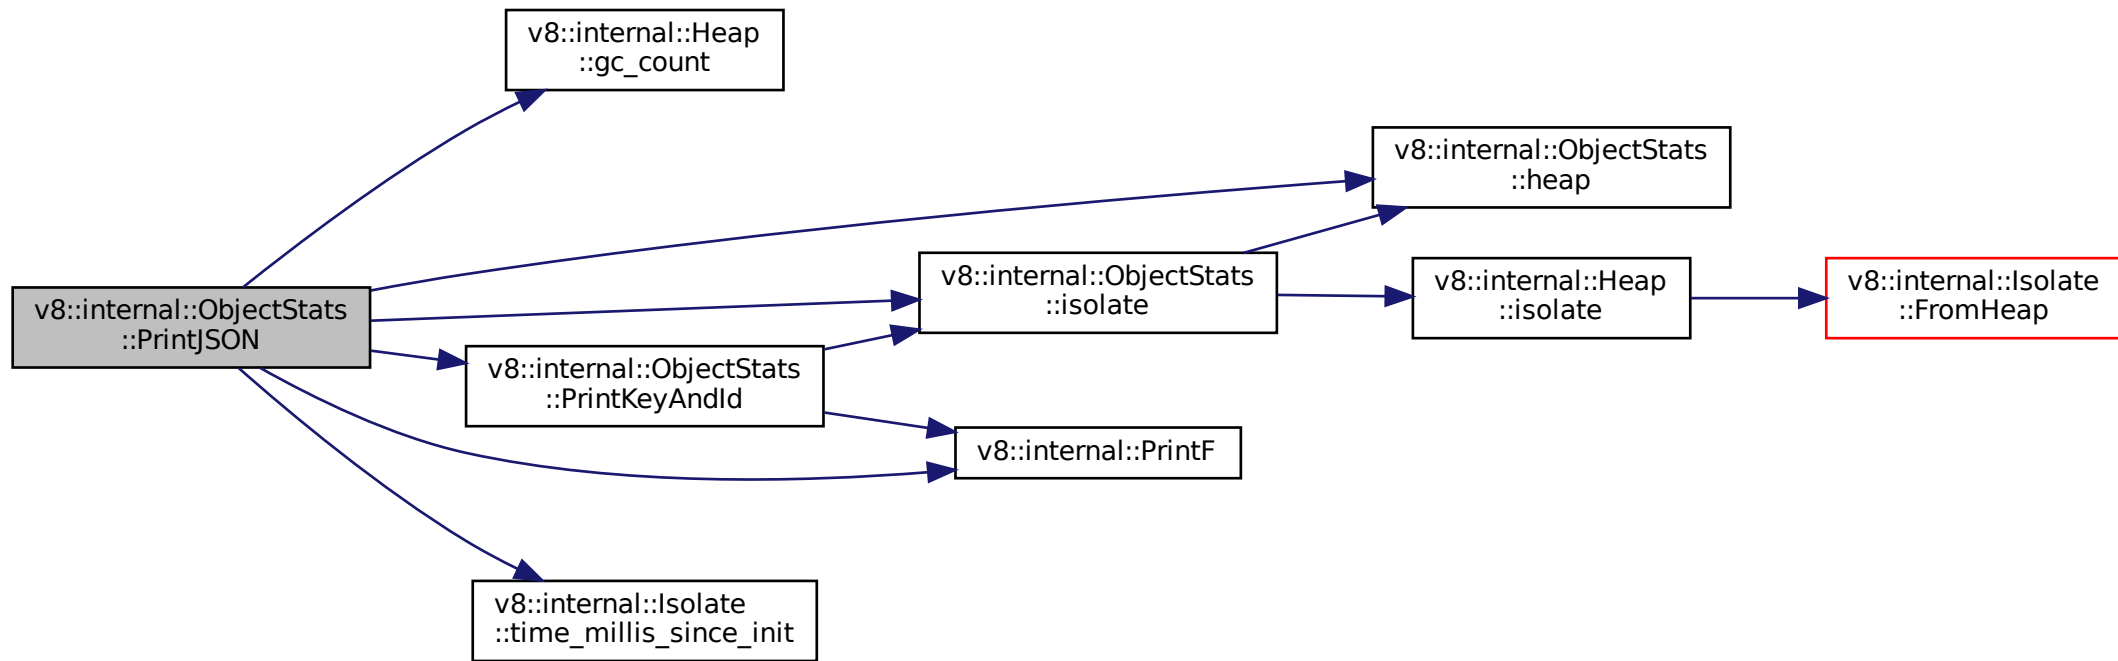 v8::internal::Heap
::gc_count
v8::internal::ObjectStats
::heap
v8::internal::ObjectStats
::isolate
v8::internal::Heap
::isolate
v8::internal::Isolate
::FromHeap
v8::internal::ObjectStats
::PrintJSON
v8::internal::ObjectStats
::PrintKeyAndId
v8::internal::PrintF
v8::internal::Isolate
::time_millis_since_init